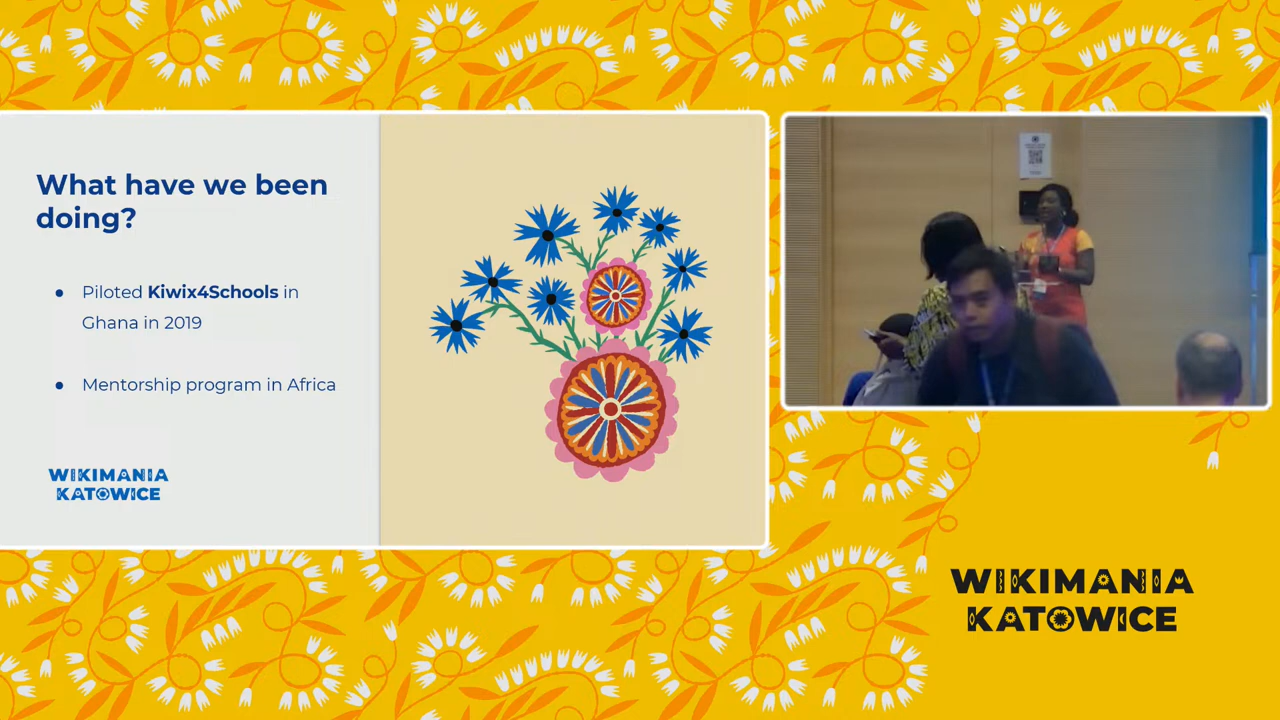 What have we been
doing?
● Piloted Kiwix4Schools in
Ghana in 2019
● Mentorship program in Africa
WIKIMANIA
KATOWICE
WIKIMANIA
KATOWICE